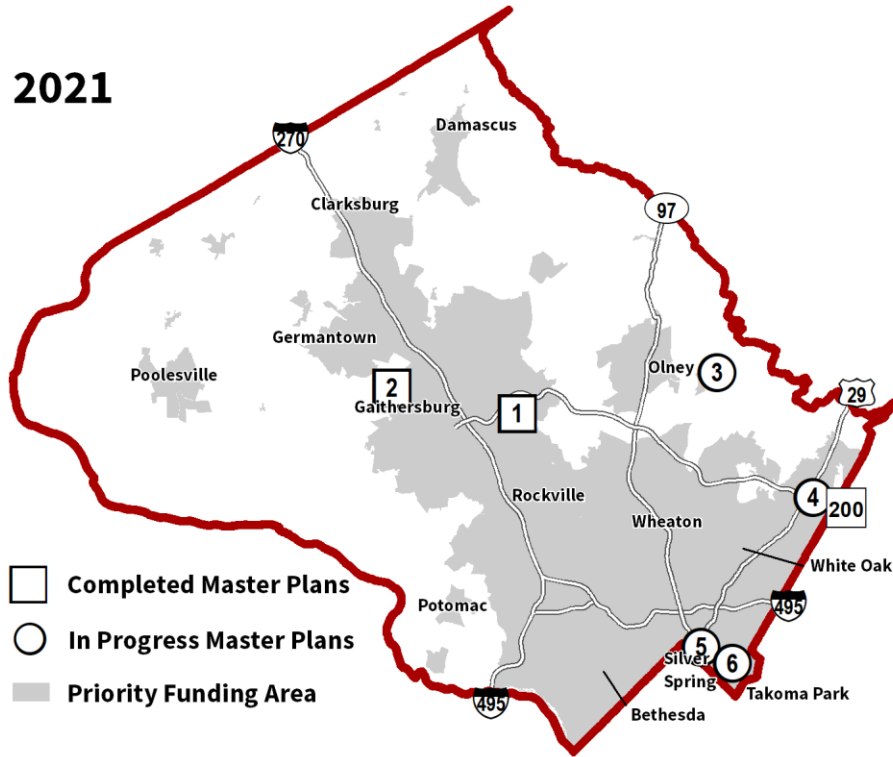 2021
Damascus
270
Clarksburg
97
Germantown
Olney
3
Poolesville
2
29
Gaithersburg
1
Rockville
4
200
Wheaton
White Oak
Completed Master Plans
Potomac
495
In Progress Master Plans
5
Silver
Spring
6
Priority Funding Area
Takoma Park
495
Bethesda